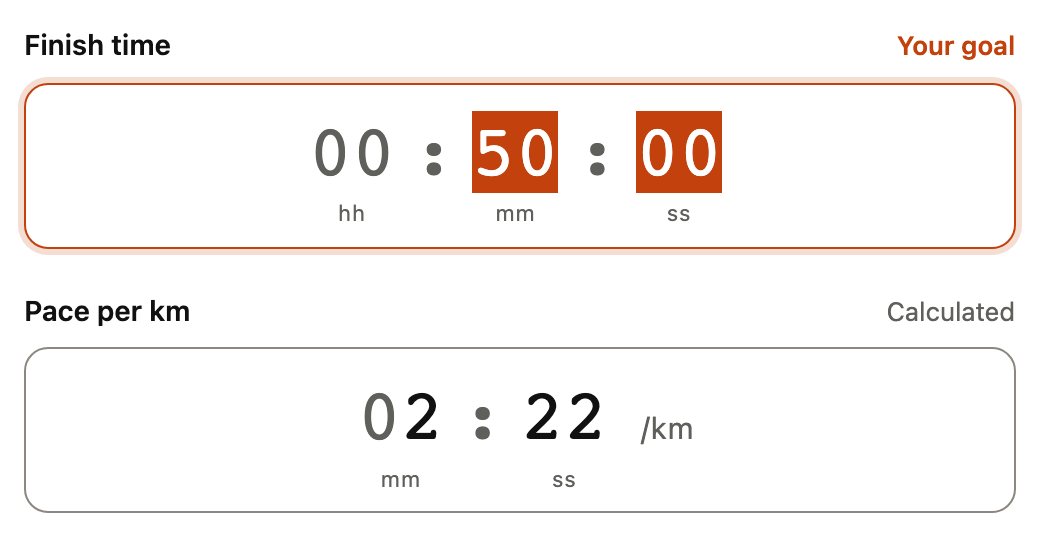 Finish time Your goal
00 : 50 : 00
hh mm ss
Pace per km Calculated
02 : 22 /km
mm ss